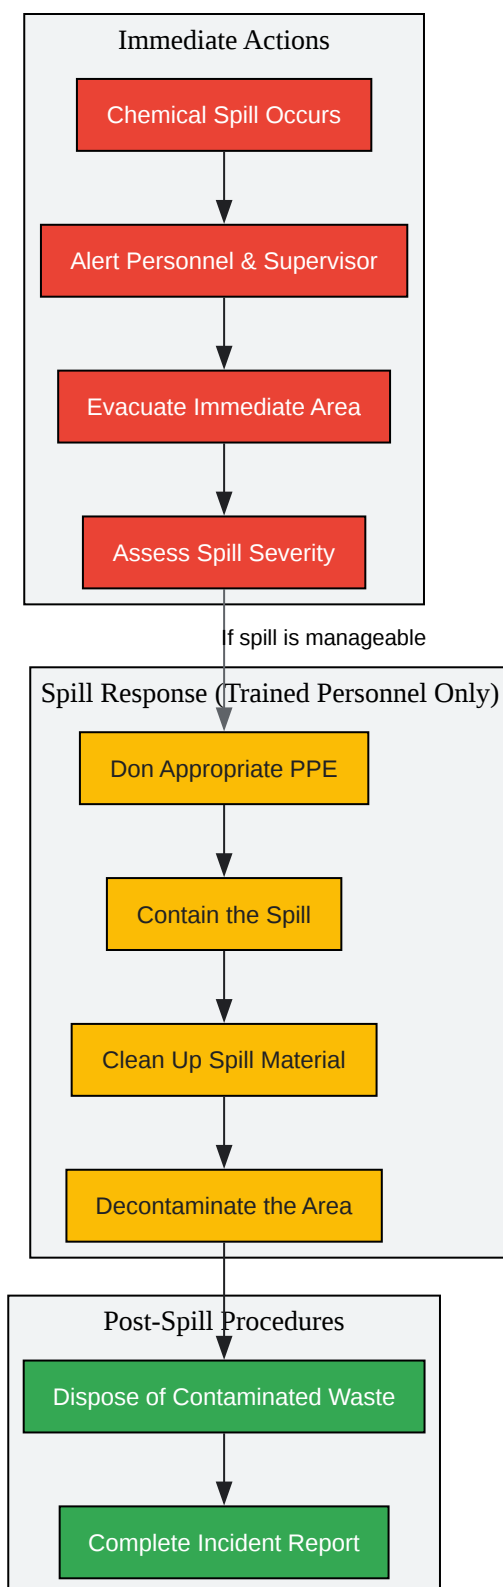 Immediate Actions
Chemical Spill Occurs
Alert Personnel & Supervisor
Evacuate Immediate Area
Assess Spill Severity
If spill is manageable
Spill Response (Trained Personnel Only)
Don Appropriate PPE
Contain the Spill
Clean Up Spill Material
Decontaminate the Area
Post-Spill Procedures
Dispose of Contaminated Waste
Complete Incident Report